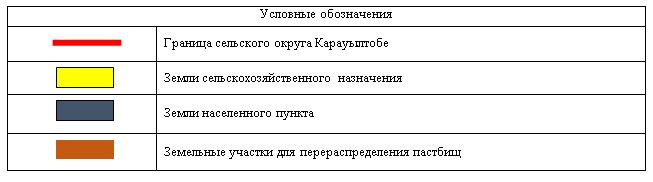 Условные обозначения
Граница сельского округа Карауылтобе
Земли сельскохозяйственного назначения
Земли населенного пункта
Земельные участки для перераспределения пастбищ